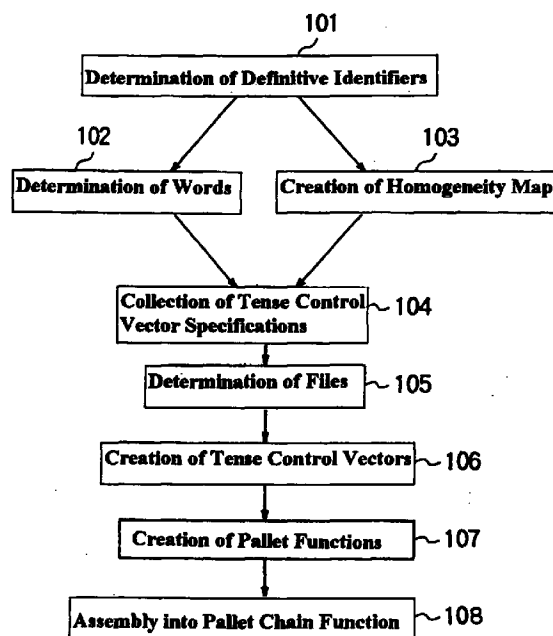 101
Determination of Definitive Identifiers
102
103
Determination of Words
Creation of Homogeneity Map
Collection of Tense Control
Vector Specifications
104
Determination of Files
105
Creation of Tense Control Vectors
106
Creation of Pallet Functions
107
Assembly into Pallet Chain Function
108